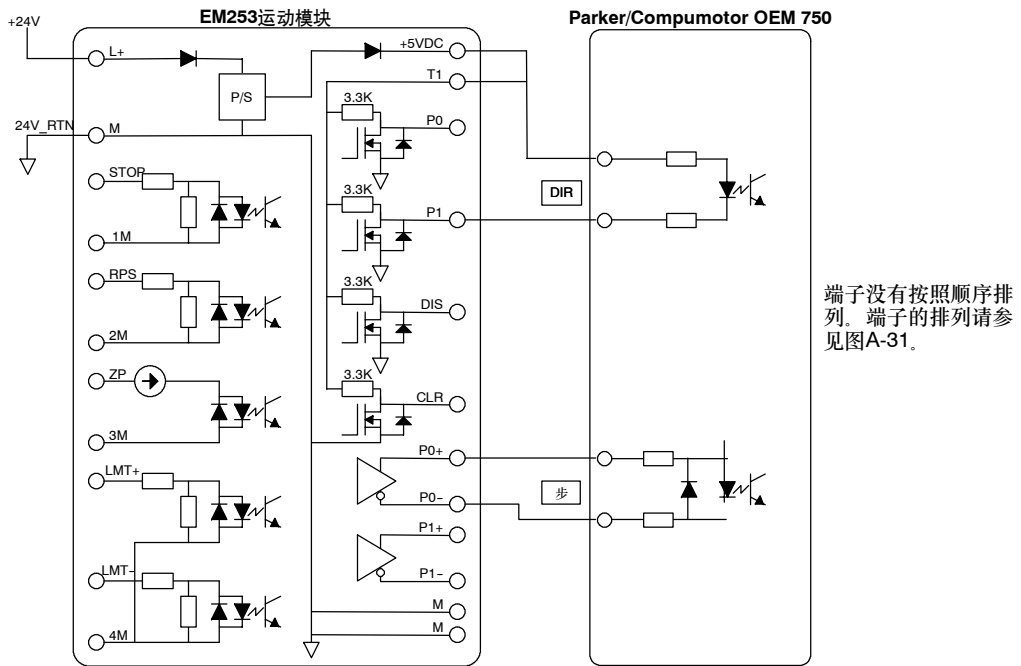 EM253运动模块
Parker/Compumotor OEM 750
+24V
L+
P/S
24V_RTN
M
STOP
1M
RPS
2M
ZP
3M
LMT+
LMT-
4M
+5VDC
T1
3.3K
P0
3.3K
P1
3.3K
DIS
3.3K
CLR
P0+
P0-
P1+
P1-
M
M
DIR
步
端子没有按照顺序排
列。端子的排列请参
见图A-31。